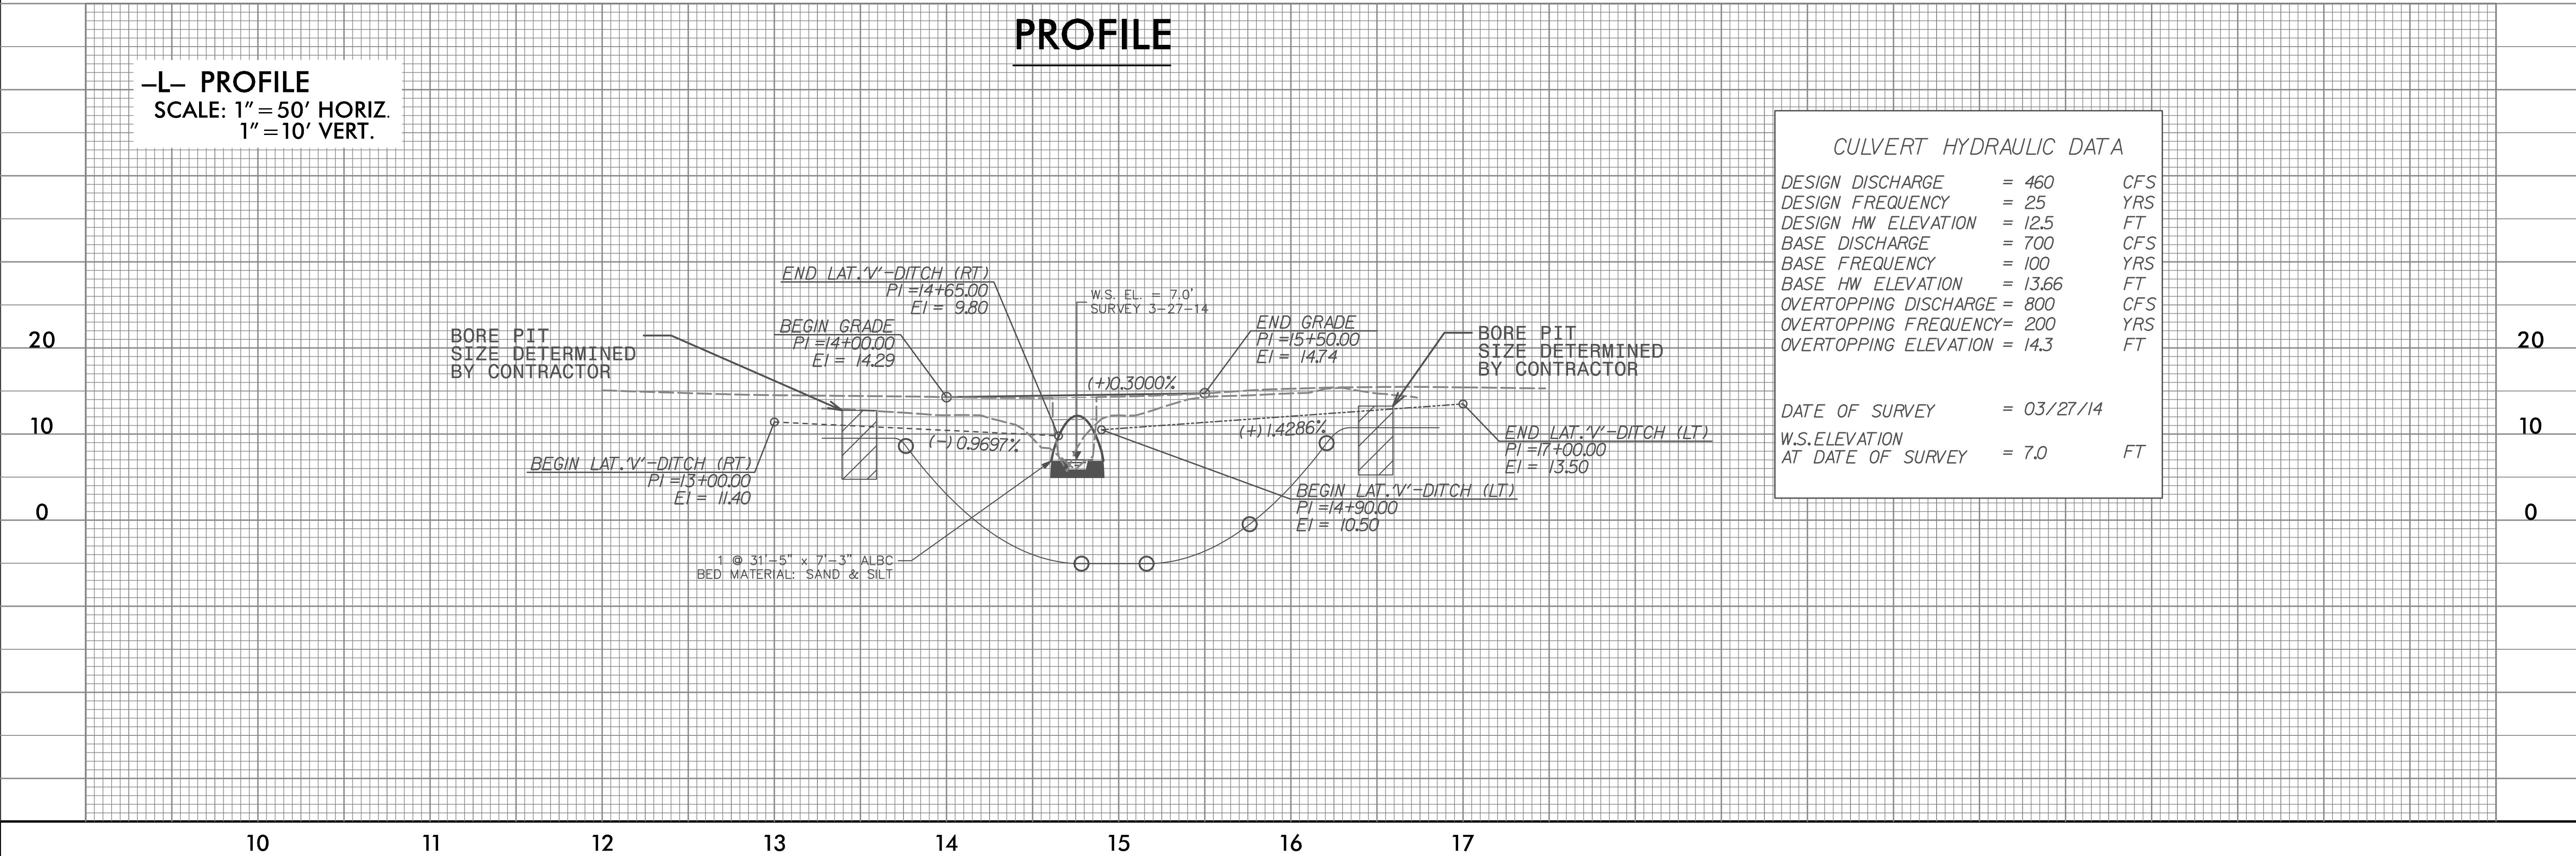 PROFILE
–L– PROFILE
SCALE: 1"=50' HORIZ.
1"=10' VERT.
CULVERT HYDRAULIC DATA
DESIGN DISCHARGE = 460 CFS
DESIGN FREQUENCY = 25 YRS
DESIGN HW ELEVATION = 12.5 FT
BASE DISCHARGE = 700 CFS
BASE FREQUENCY = 100 YRS
BASE HW ELEVATION = 13.66 FT
OVERTOPPING DISCHARGE = 800 CFS
OVERTOPPING FREQUENCY = 200 YRS
OVERTOPPING ELEVATION = 14.3 FT
DATE OF SURVEY = 03/27/14
W.S.ELEVATION
AT DATE OF SURVEY = 7.0 FT
END LAT.'V'-DITCH (RT)
PI =14+65.00
El = 9.80
W.S. EL. = 7.0'
SURVEY 3-27-14
BEGIN GRADE
PI =14+00.00
El = 14.29
END GRADE
PI =15+50.00
El = 14.74
BORE PIT
SIZE DETERMINED
BY CONTRACTOR
BORE PIT
SIZE DETERMINED
BY CONTRACTOR
(+)0.3000%
(-)0.9697%
(+)1.4286%
BEGIN LAT.'V'-DITCH (RT)
PI =13+00.00
El = 11.40
END LAT.'V'-DITCH (LT)
PI =17+00.00
El = 13.50
BEGIN LAT.'V'-DITCH (LT)
PI =14+90.00
El = 10.50
1 @ 31'-5" x 7'-3" ALBC
BED MATERIAL: SAND & SILT
20
10
0
20
10
0
10 11 12 13 14 15 16 17